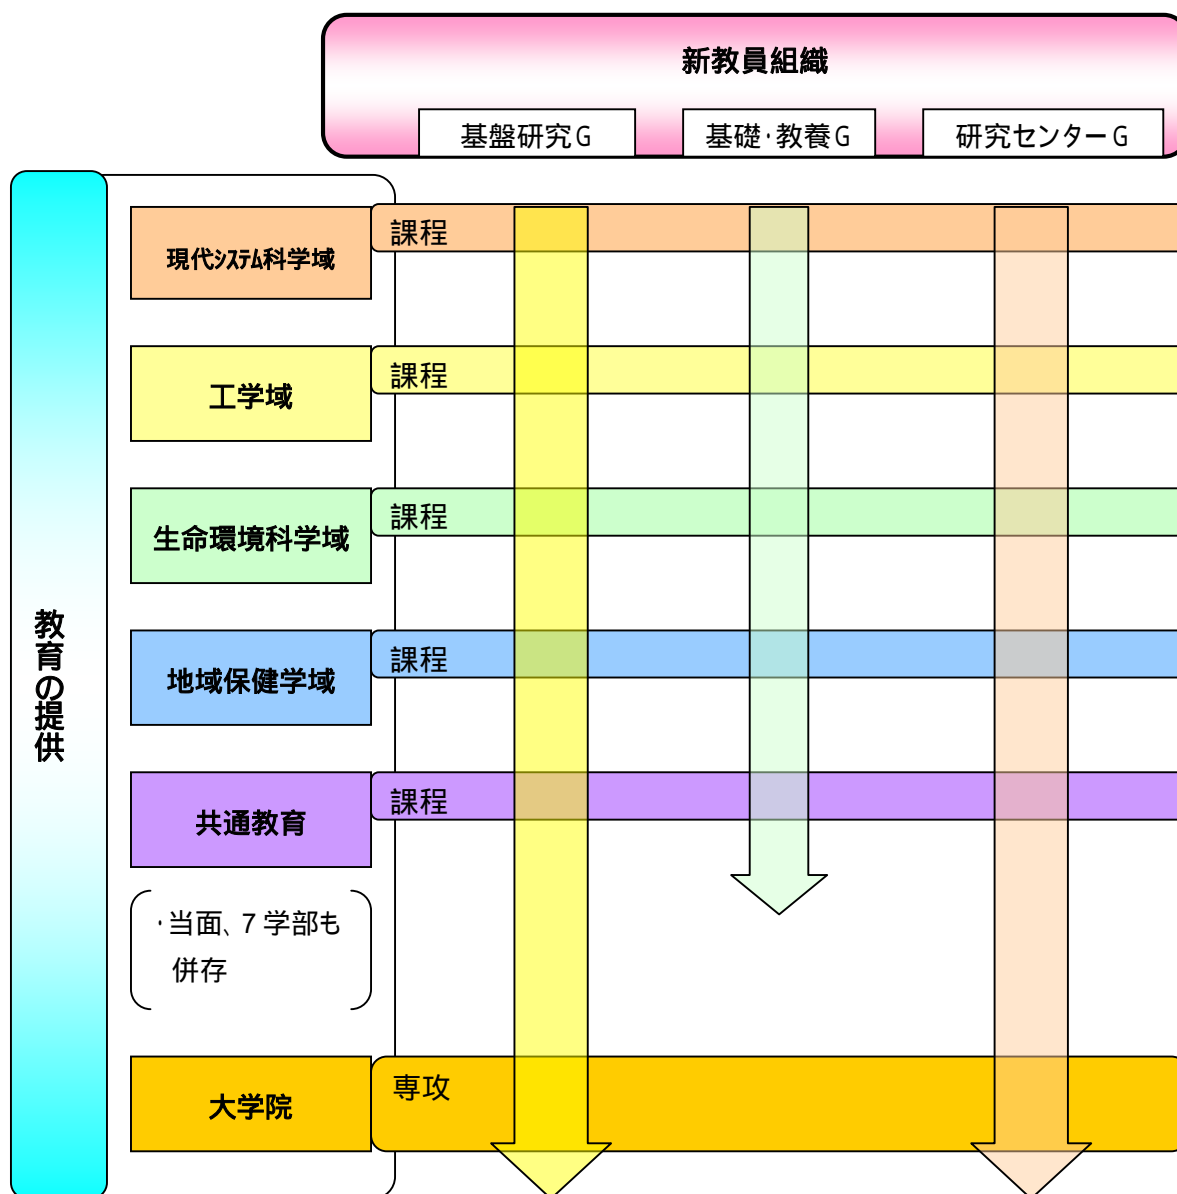 新教員組織
基盤研究G
基礎・教養G
研究センターG
教育の提供
現代システム科学域
課程
工学域
課程
生命環境科学域
課程
地域保健学域
課程
共通教育
課程
・当面、7学部も
併存
大学院
専攻